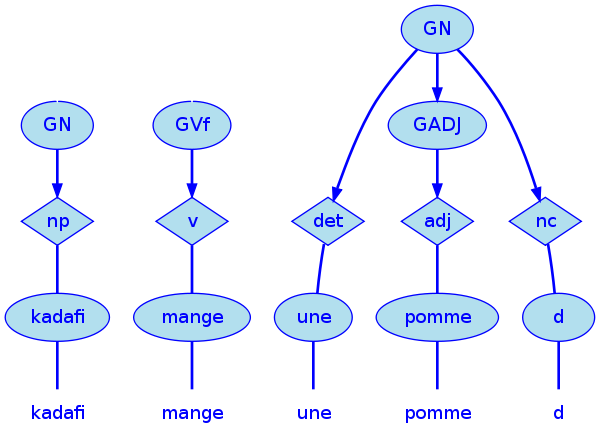 GN
GN GVf GADJ
np v det adj nc
kadafi mange une pomme d
kadafi mange une pomme d